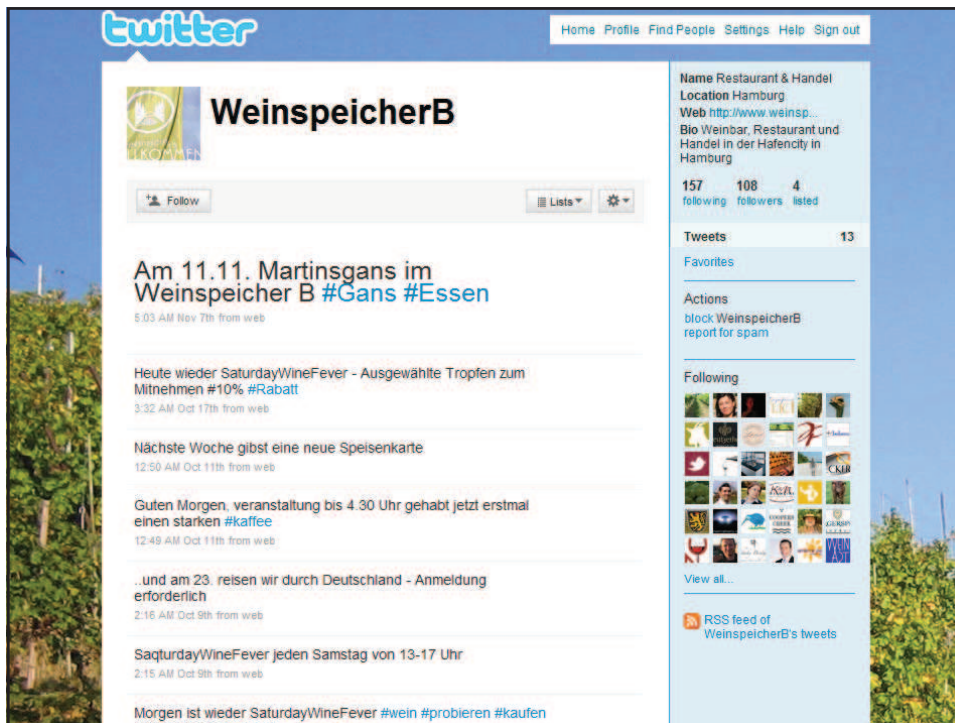 twitter
Home Profile Find People Settings Help Sign out
WeinspeicherB
Follow
Lists
Am 11.11. Martinsgans im
Weinspeicher B #Gans #Essen
5:03 AM Nov 7th from web
Heute wieder SaturdayWineFever - Ausgewählte Tropfen zum
Mitnehmen #10% #Rabatt
3:32 AM Oct 17th from web
Nächste Woche gibst eine neue Speisenkarte
12:50 AM Oct 11th from web
Guten Morgen, veranstaltung bis 4.30 Uhr gehabt jetzt erstmal
einen starken #kaffee
12:49 AM Oct 11th from web
..und am 23. reisen wir durch Deutschland - Anmeldung
erforderlich
2:16 AM Oct 9th from web
SaqturdayWineFever jeden Samstag von 13-17 Uhr
2:15 AM Oct 9th from web
Morgen ist wieder SaturdayWineFever #wein #probieren #kaufen
Name Restaurant & Handel
Location Hamburg
Web http://www.weinsp...
Bio Weinbar, Restaurant und
Handel in der Hafencity in
Hamburg
157 108 4
following followers listed
Tweets 13
Favorites
Actions
block WeinspeicherB
report for spam
Following
View all...
RSS feed of
WeinspeicherB's tweets